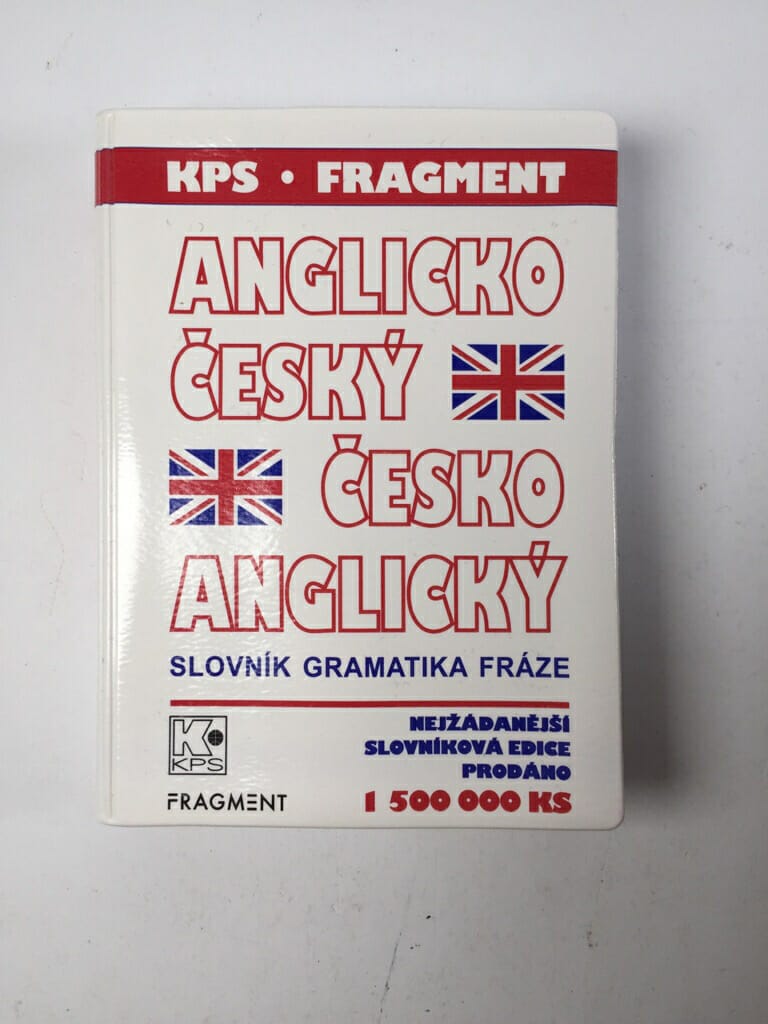 KPS • FRAGMENT
ANGLICKO
ČESKÝ
ČESKO
ANGLICKÝ
SLOVNÍK GRAMATIKA FRÁZE
NEJŽÁDANĚJŠÍ
SLOVNÍKOVÁ EDICE
PRODÁNO
1 500 000 KS
K
KPS
FRAGMENT